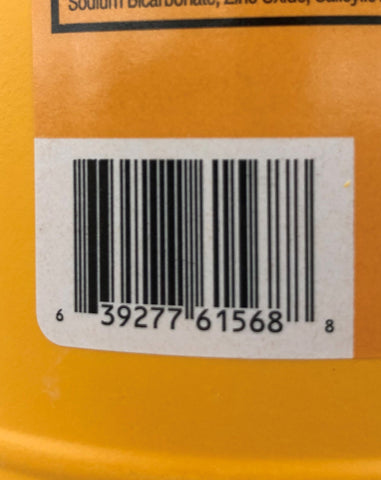 Sodium Bicarbonate, Zinc Oxide,
6 39277 61568 8